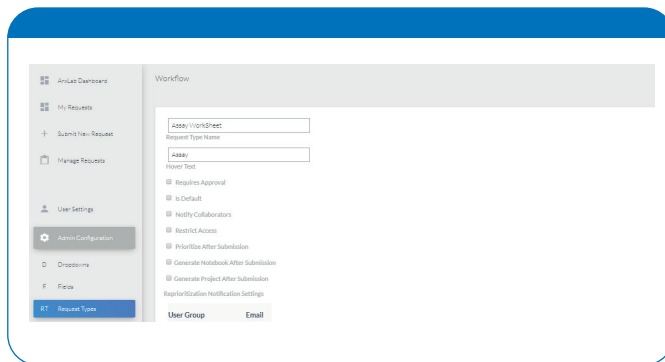 ArxLab Dashboard
My Requests
Submit New Request
Manage Requests
User Settings
Admin Configuration
D Dropdowns
F Fields
RT Request Types
Workflow
Assay WorkSheet
Request Type Name
Assay
Hover Text
Requires Approval
Is Default
Notify Collaborators
Restrict Access
Prioritize After Submission
Generate Notebook After Submission
Generate Project After Submission
Reprioritization Notification Settings
User Group Email